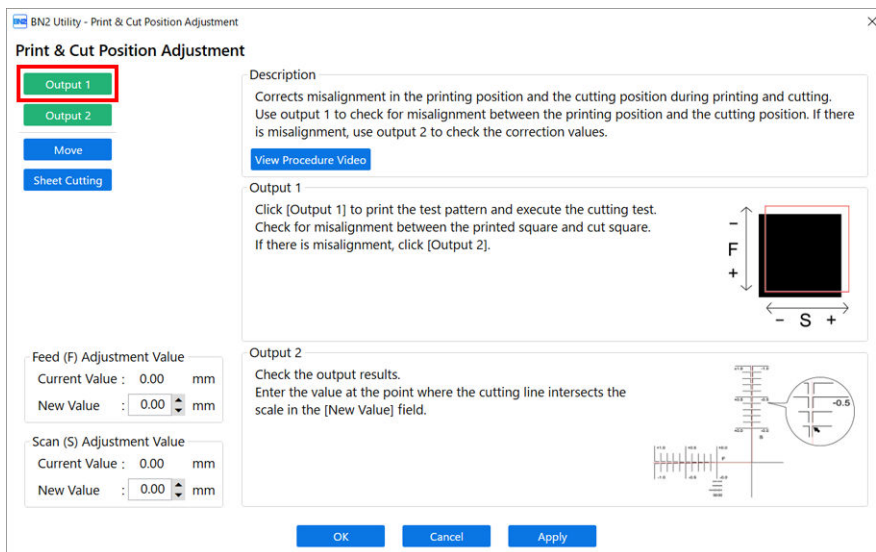 BN2 Utility - Print & Cut Position Adjustment
Print & Cut Position Adjustment
Output 1
Output 2
Move
Sheet Cutting
Description
Corrects misalignment in the printing position and the cutting position during printing and cutting.
Use output 1 to check for misalignment between the printing position and the cutting position. If there
is misalignment, use output 2 to check the correction values.
View Procedure Video
Output 1
Click [Output 1] to print the test pattern and execute the cutting test.
Check for misalignment between the printed square and cut square.
If there is misalignment, click [Output 2].
-
F
+
- S +
Feed (F) Adjustment Value
Current Value : 0.00 mm
New Value : 0.00 mm
Scan (S) Adjustment Value
Current Value : 0.00 mm
New Value : 0.00 mm
Output 2
Check the output results.
Enter the value at the point where the cutting line intersects the
scale in the [New Value] field.
-0.5
OK
Cancel
Apply